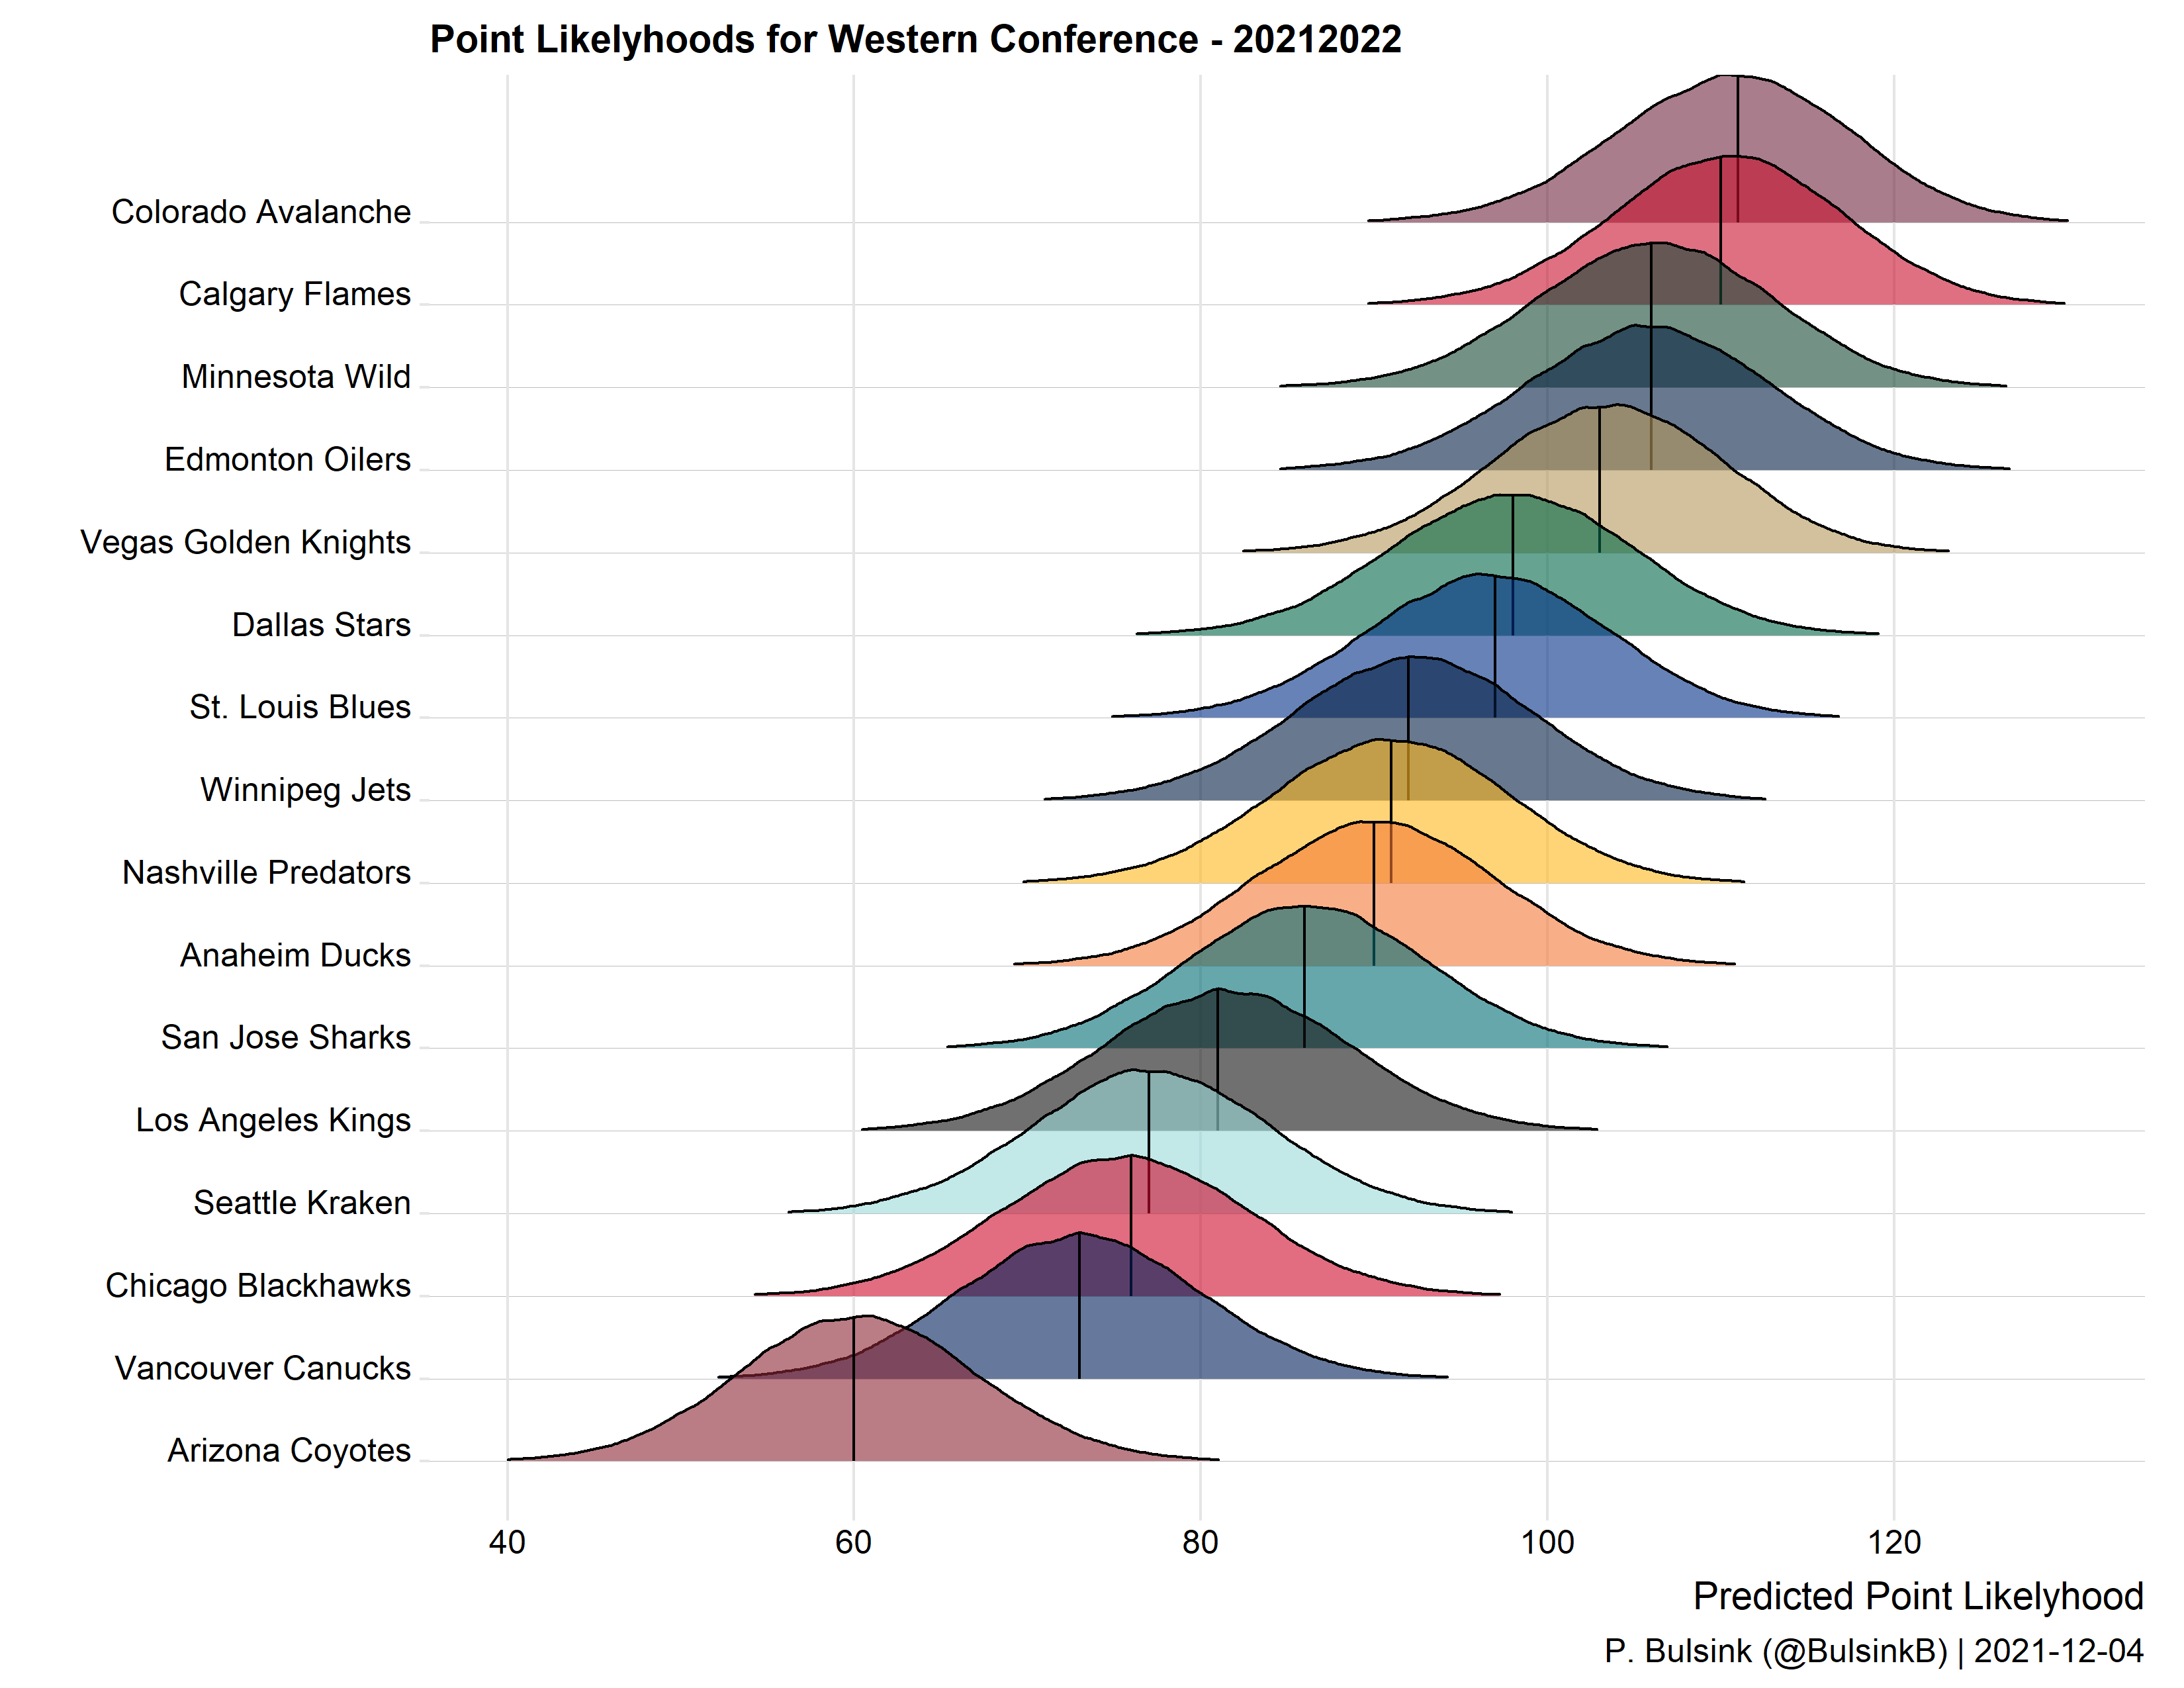 Point Likelyhoods for Western Conference - 20212022
Colorado Avalanche
Calgary Flames
Minnesota Wild
Edmonton Oilers
Vegas Golden Knights
Dallas Stars
St. Louis Blues
Winnipeg Jets
Nashville Predators
Anaheim Ducks
San Jose Sharks
Los Angeles Kings
Seattle Kraken
Chicago Blackhawks
Vancouver Canucks
Arizona Coyotes
40 60 80 100 120
Predicted Point Likelyhood
P. Bulsink (@BulsinkB) | 2021-12-04